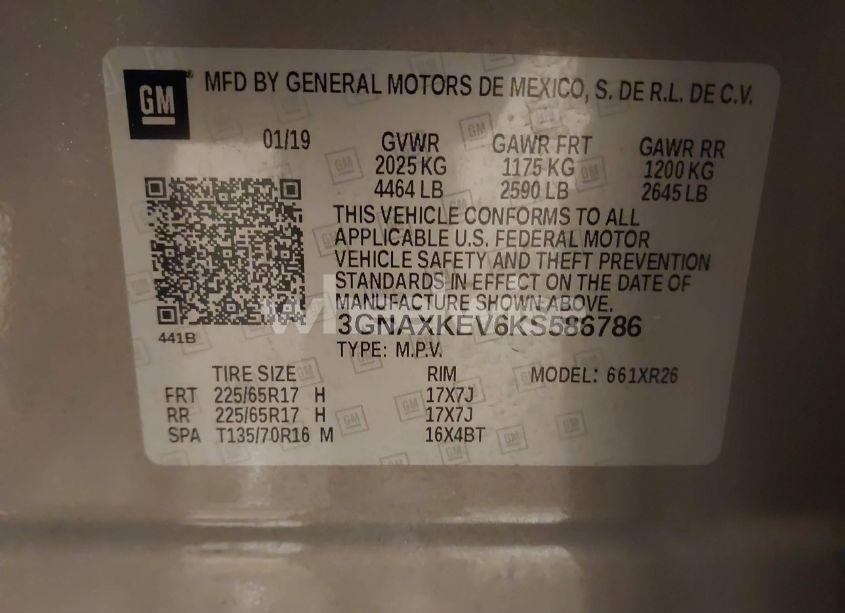 GM
MFD BY GENERAL MOTORS DE MEXICO, S. DE R.L. DE C.V.
01/19 GVWR GAWR FRT GAWR RR
2025 KG 1175 KG 1200 KG
4464 LB 2590 LB 2645 LB
THIS VEHICLE CONFORMS TO ALL
APPLICABLE U.S. FEDERAL MOTOR
VEHICLE SAFETY AND THEFT PREVENTION
STANDARDS IN EFFECT ON THE DATE OF
MANUFACTURE SHOWN ABOVE.
3GNAXKEV6KS586786
441B
TYPE: M.P.V.
TIRE SIZE RIM MODEL: 661XR26
FRT 225/65R17 H 17X7J
RR 225/65R17 H 17X7J
SPA T135/70R16 M 16X4BT